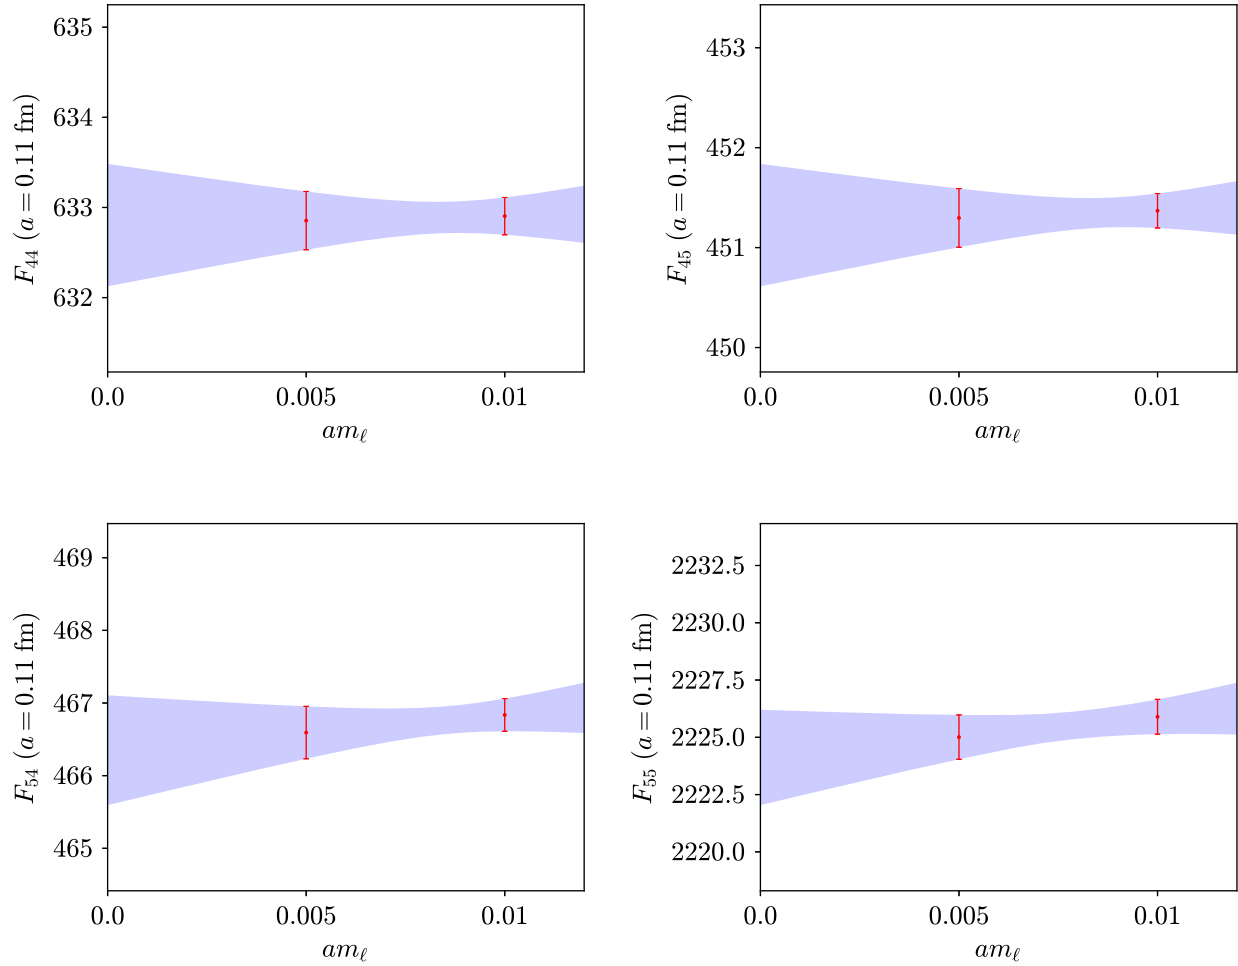 635
634
633
632
F₄₄ (a = 0.11 fm)
0.0 0.005 0.01
amℓ
453
452
451
450
F₄₅ (a = 0.11 fm)
0.0 0.005 0.01
amℓ
469
468
467
466
465
F₅₄ (a = 0.11 fm)
0.0 0.005 0.01
amℓ
2232.5
2230.0
2227.5
2225.0
2222.5
2220.0
F₅₅ (a = 0.11 fm)
0.0 0.005 0.01
amℓ